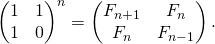 \begin{pmatrix} 1 & 1 \\ 1 & 0 \end{pmatrix}^n = \begin{pmatrix} F_{n+1} & F_n \\ F_n & F_{n-1} \end{pmatrix}.